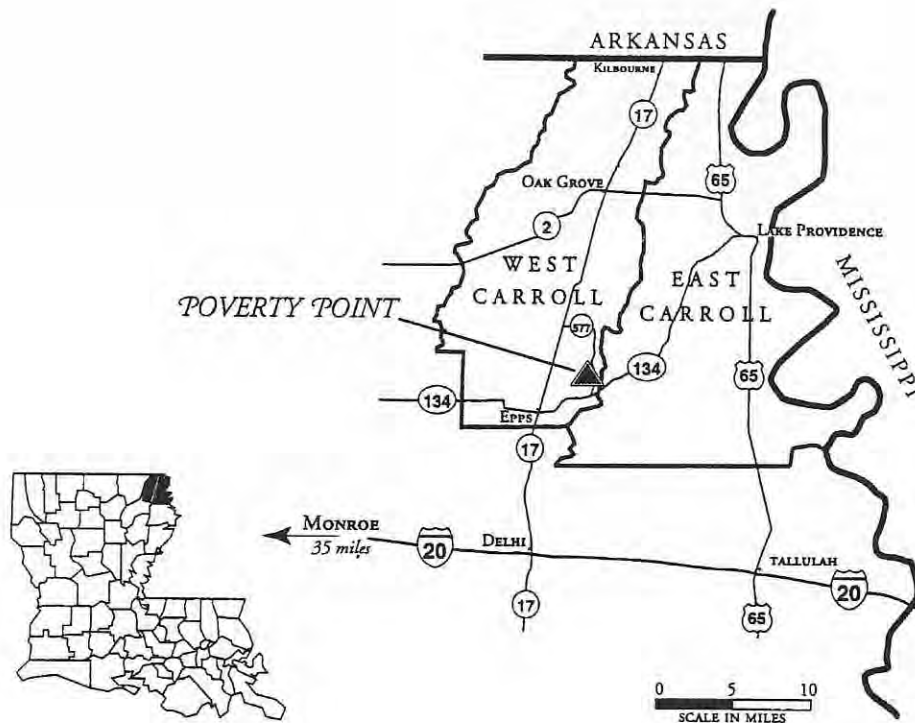 ARKANSAS
KILBOURNE
17
65
OAK GROVE
2
LAKE PROVIDENCE
WEST
CARROLL
EAST
CARROLL
MISSISSIPPI
POVERTY POINT
577
134
65
134
EPPS
17
MONROE
35 miles
20
DELHI
TALLULAH
20
17
65
0 5 10
SCALE IN MILES